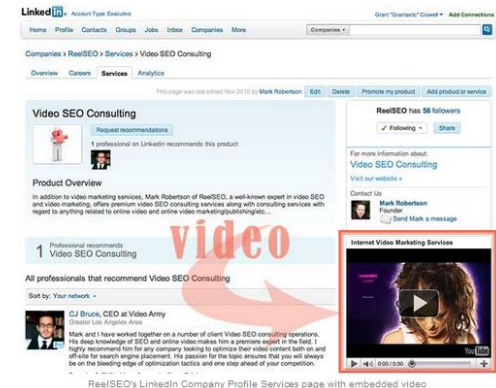 Linked in Account Type: Executive
Grant "Grantastic" Crowell Add Connections
Home Profile Contacts Groups Jobs Inbox Companies More
Companies
Companies > ReelSEO > Services > Video SEO Consulting
Overview Careers Services Analytics
This page was last edited Nov 2010 by Mark Robertson Edit Delete Promote my product Add product or service
Video SEO Consulting
Request recommendations
1 professional on LinkedIn recommends this product
Product Overview
In addition to video marketing services, Mark Robertson of ReelSEO, a well-known expert in video SEO
and video marketing, offers premium video SEO consulting services along with consulting services with
regard to anything related to online video and online video marketing/publishing/etc...
1 Professional recommends
Video SEO Consulting
video
All professionals that recommend Video SEO Consulting
Sort by: Your network
CJ Bruce, CEO at Video Army
Greater Los Angeles Area
Mark and I have worked together on a number of client Video SEO consulting operations.
His deep knowledge of SEO and online video makes him a premiere expert in the field. I
highly recommend him for any company looking to optimize their video content both on and
off-site for search engine placement. His passion for the topic ensures that you will always
be on the bleeding edge of optimization tactics and one step ahead of your competition.
ReelSEO has 56 followers
Following Share
For more information about:
Video SEO Consulting
Visit our website »
Contact Us
Mark Robertson
Founder
Send Mark a message
Internet Video Marketing Services
You Tube
0:00 / 0:00
ReelSEO's LinkedIn Company Profile Services page with embedded video